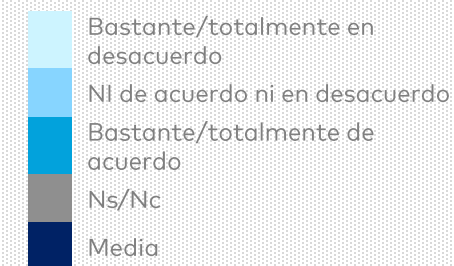 Bastante/totalmente en
desacuerdo
NI de acuerdo ni en desacuerdo
Bastante/totalmente de
acuerdo
Ns/Nc
Media